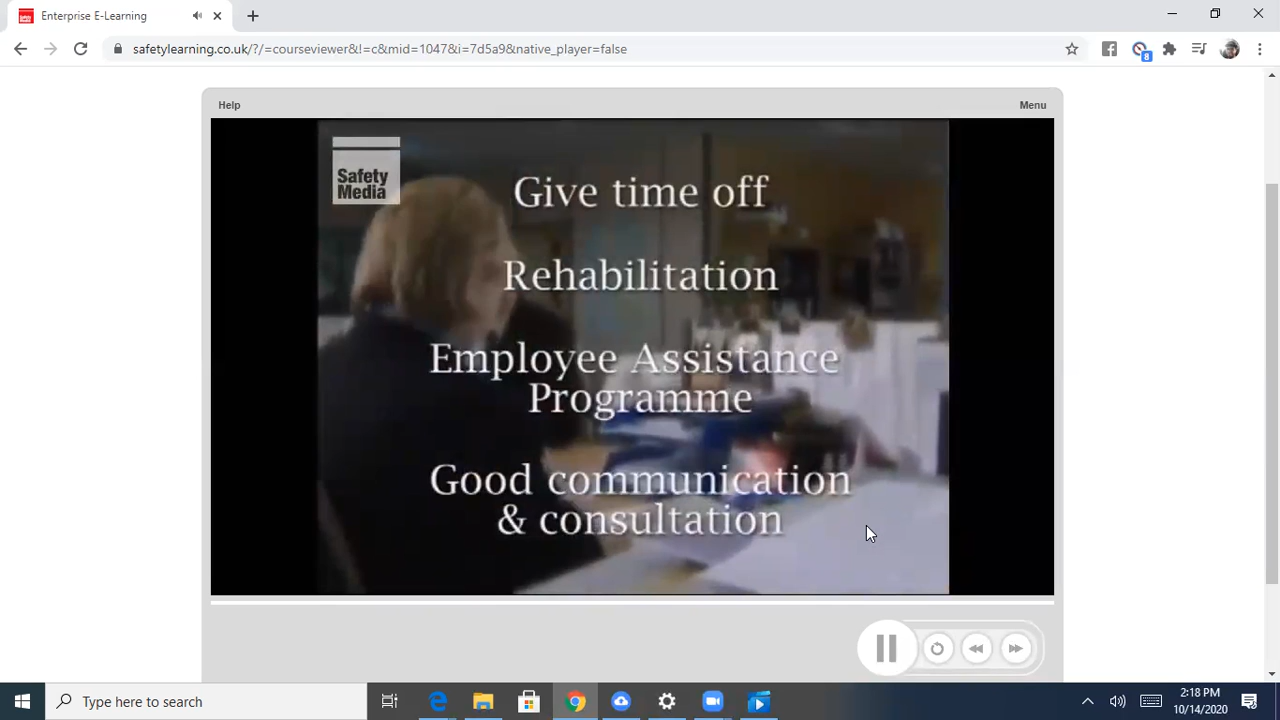 Enterprise E-Learning
safetylearning.co.uk/?/=courseviewer&!=c&mid=1047&i=7d5a9&native_player=false
8
Help
Menu
Safety
Media
Give time off
Rehabilitation
Employee Assistance
Programme
Good communication
& consultation
Type here to search
2:18 PM
10/14/2020